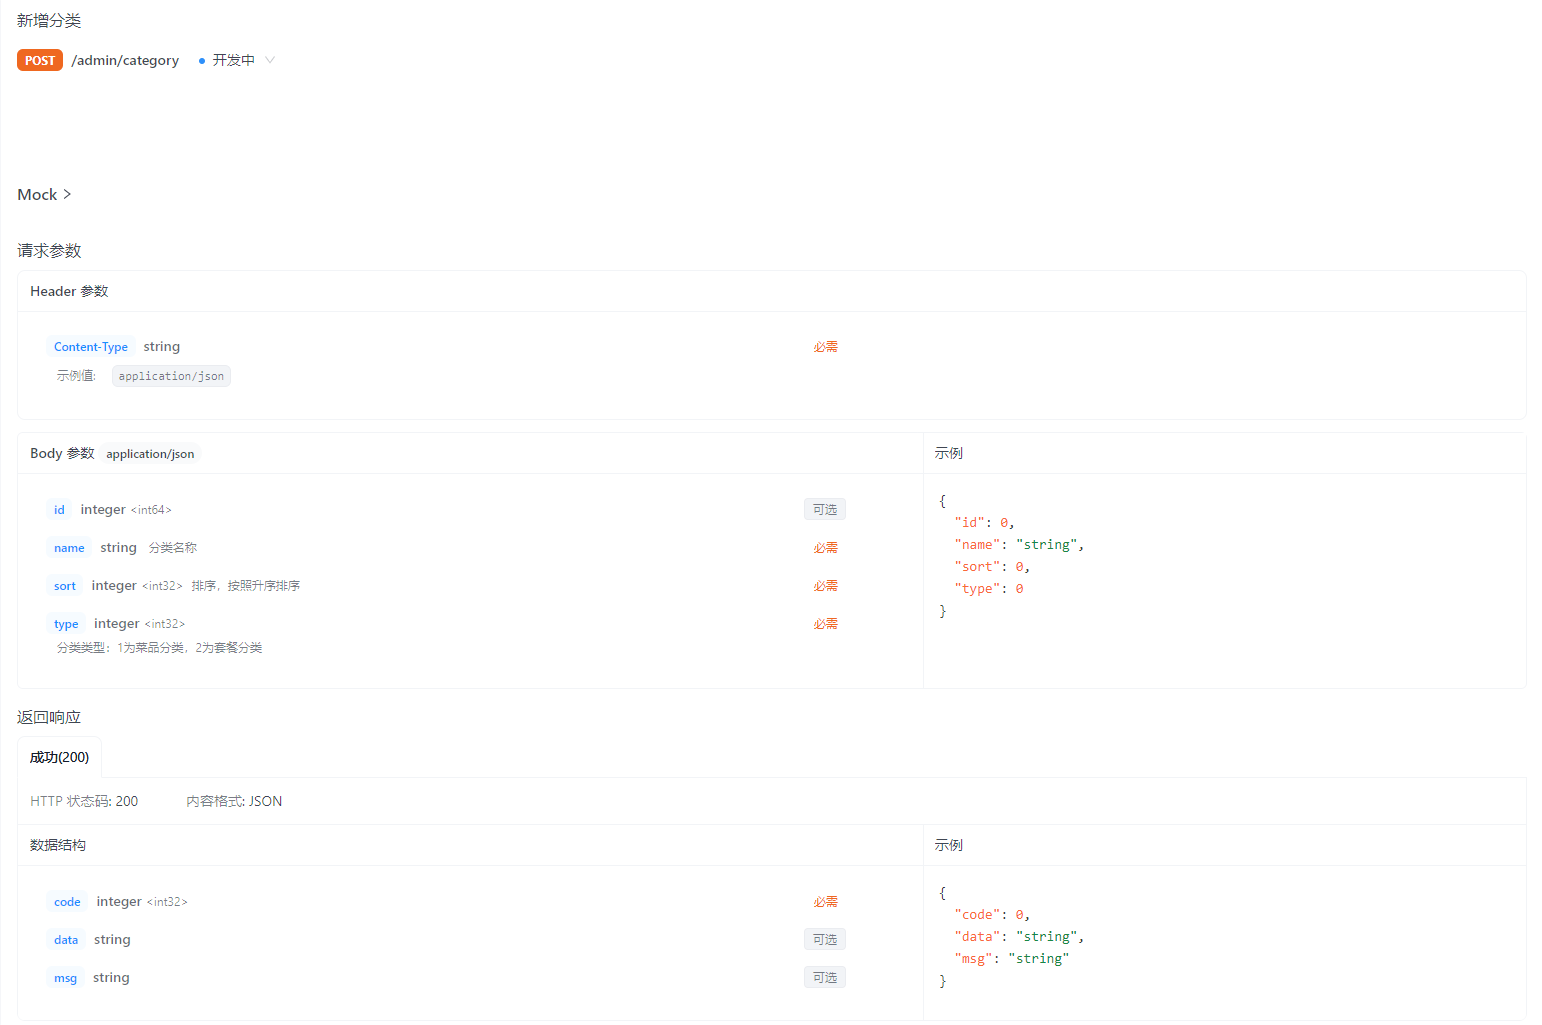 新增分类
POST /admin/category 开发中
Mock >
请求参数
Header 参数
Content-Type string 必需
示例值: application/json
Body 参数 application/json 示例
id integer <int64> 可选
name string 分类名称 必需
sort integer <int32> 排序，按照升序排序 必需
type integer <int32> 必需
分类类型：1为菜品分类，2为套餐分类
{
"id": 0,
"name": "string",
"sort": 0,
"type": 0
}
返回响应
成功(200)
HTTP 状态码: 200 内容格式: JSON
数据结构 示例
code integer <int32> 必需
data string 可选
msg string 可选
{
"code": 0,
"data": "string",
"msg": "string"
}